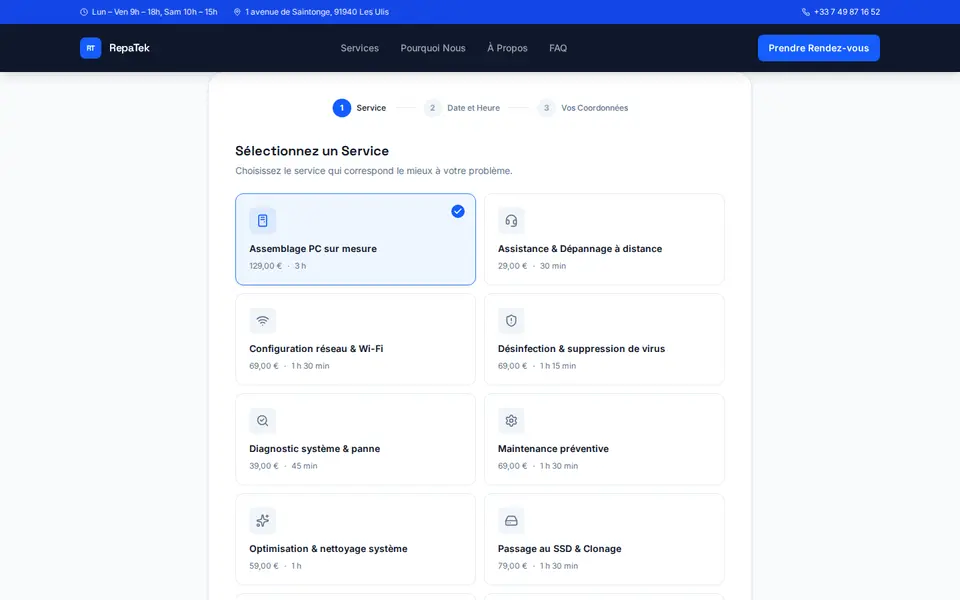 Lun – Ven 9h – 18h, Sam 10h – 15h
1 avenue de Saintonge, 91940 Les Ulis
+33 7 49 87 16 52
RT RepaTek
Services
Pourquoi Nous
À Propos
FAQ
Prendre Rendez-vous
1 Service
2 Date et Heure
3 Vos Coordonnées
Sélectionnez un Service
Choisissez le service qui correspond le mieux à votre problème.
Assemblage PC sur mesure
129,00 € · 3 h
Assistance & Dépannage à distance
29,00 € · 30 min
Configuration réseau & Wi-Fi
69,00 € · 1 h 30 min
Désinfection & suppression de virus
69,00 € · 1 h 15 min
Diagnostic système & panne
39,00 € · 45 min
Maintenance préventive
69,00 € · 1 h 30 min
Optimisation & nettoyage système
59,00 € · 1 h
Passage au SSD & Clonage
79,00 € · 1 h 30 min